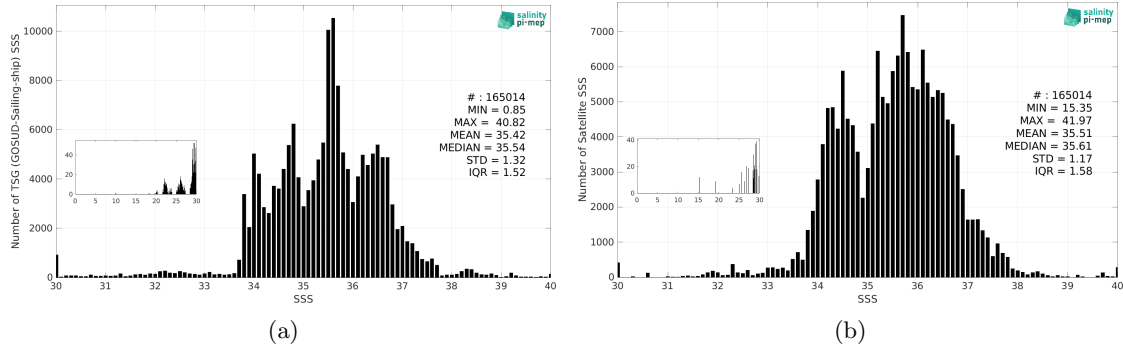 salinity
pi-mep
Number of TSG (GOSUD-Sailing-ship) SSS
10000
8000
6000
4000
2000
0
# : 165014
MIN = 0.85
MAX = 40.82
MEAN = 35.42
MEDIAN = 35.54
STD = 1.32
IQR = 1.52
40
20
0
0 5 10 15 20 25 30
30 31 32 33 34 35 36 37 38 39 40
SSS
(a)
salinity
pi-mep
Number of Satellite SSS
7000
6000
5000
4000
3000
2000
1000
0
# : 165014
MIN = 15.35
MAX = 41.97
MEAN = 35.51
MEDIAN = 35.61
STD = 1.17
IQR = 1.58
40
20
0
0 5 10 15 20 25 30
30 31 32 33 34 35 36 37 38 39 40
SSS
(b)